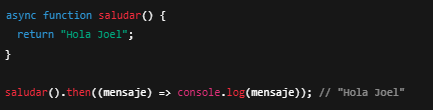 async function saludar() {
  return "Hola Joel";
}

saludar().then((mensaje) => console.log(mensaje)); // "Hola Joel"